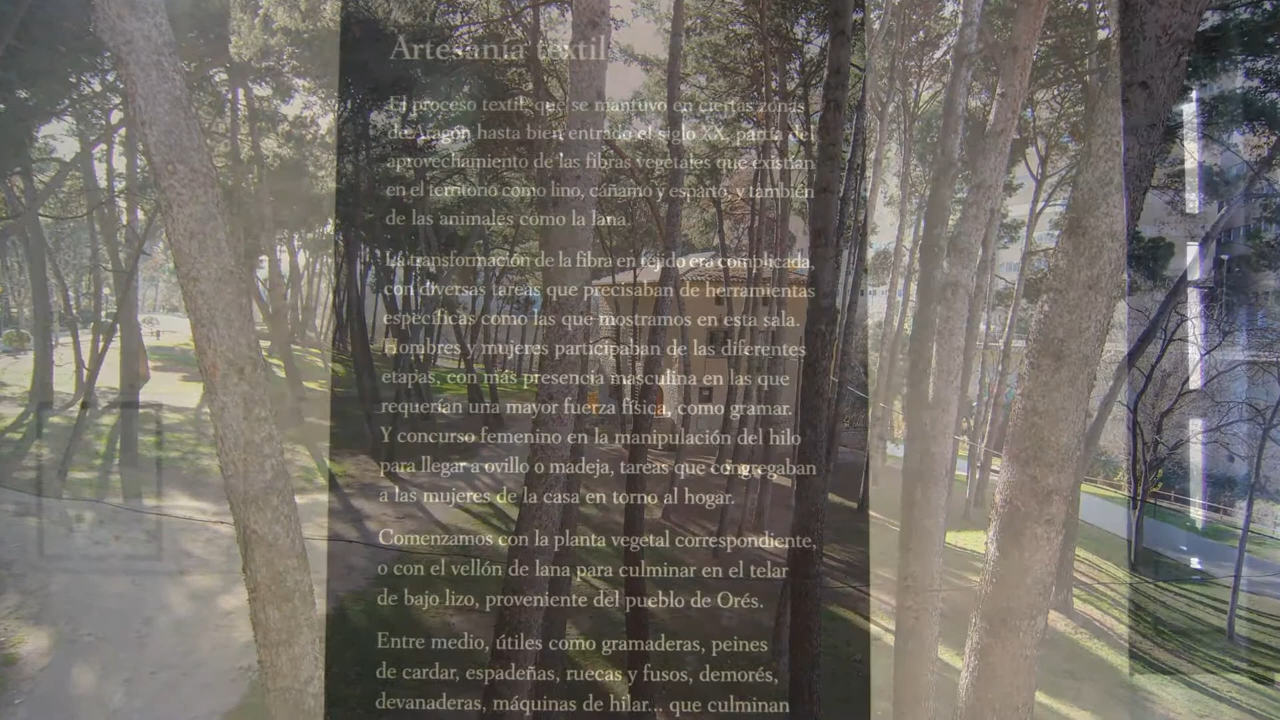 Artesanía textil
El proceso textil, que se mantuvo en ciertas zonas
de Aragón hasta bien entrado el siglo XX, partía del
aprovechamiento de las fibras vegetales que existían
en el territorio como lino, cáñamo y esparto, y también
de las animales como la lana.
La transformación de la fibra en tejido era complicada,
con diversas tareas que precisaban de herramientas
específicas como las que mostramos en esta sala.
Hombres y mujeres participaban de las diferentes
etapas, con más presencia masculina en las que
requerían una mayor fuerza física, como gramar.
Y concurso femenino en la manipulación del hilo
para llegar a ovillo o madeja, tareas que congregaban
a las mujeres de la casa en torno al hogar.
Comenzamos con la planta vegetal correspondiente,
o con el vellón de lana para culminar en el telar
de bajo lizo, proveniente del pueblo de Orés.
Entre medio, útiles como gramaderas, peines
de cardar, espadeñas, ruecas y fusos, demorés,
devanaderas, máquinas de hilar... que culminan